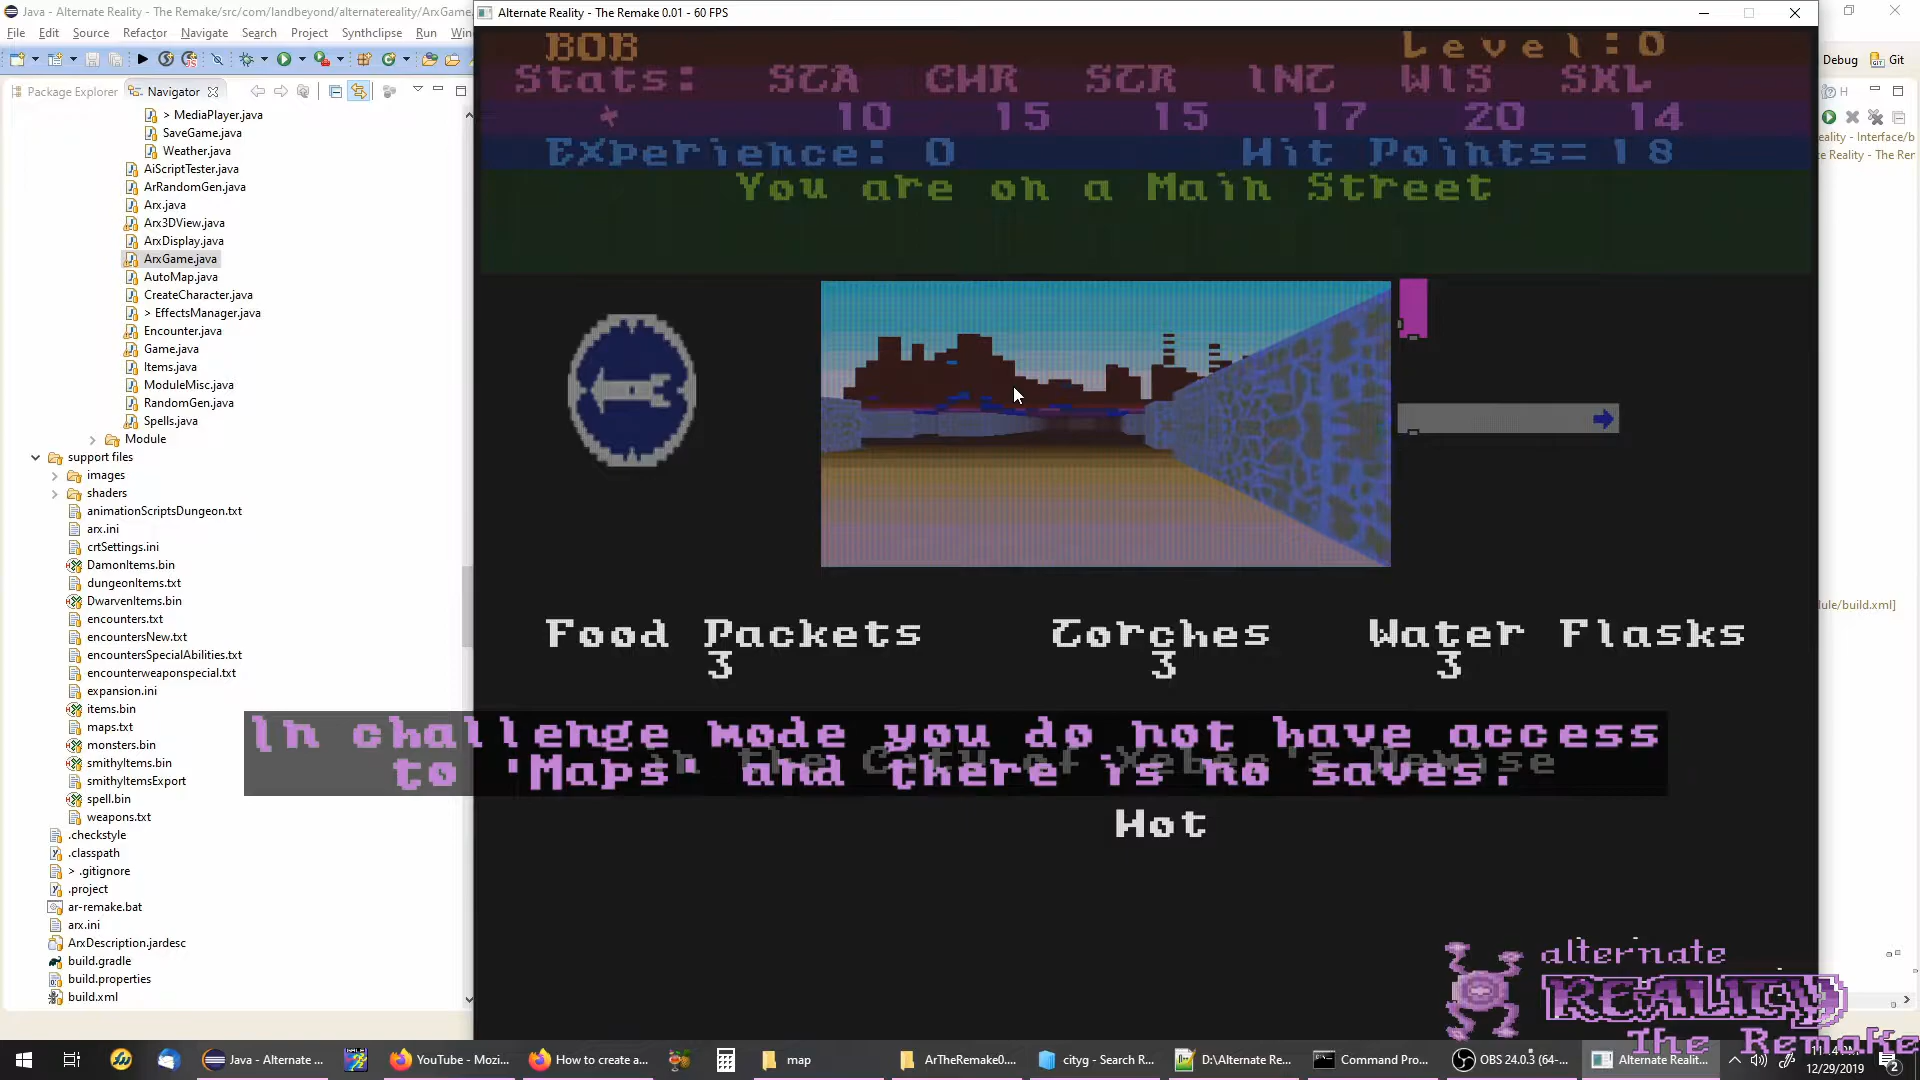 Java - Alternate Reality - The Remake/src/com/landbeyond/alternatereality/ArxGame.
Alternate Reality - The Remake 0.01 - 60 FPS
File Edit Source Refactor Navigate Search Project Synthclipse Run
Debug Git
Package Explorer Navigator
> MediaPlayer.java
SaveGame.java
Weather.java
AiScriptTester.java
ArRandomGen.java
Arx.java
Arx3DView.java
ArxDisplay.java
ArxGame.java
AutoMap.java
CreateCharacter.java
> EffectsManager.java
Encounter.java
Game.java
Items.java
ModuleMisc.java
RandomGen.java
Spells.java
Module
support files
images
shaders
animationScriptsDungeon.txt
arx.ini
crtSettings.ini
DamonItems.bin
dungeonItems.txt
DwarvenItems.bin
encounters.txt
encountersNew.txt
encountersSpecialAbilities.txt
encounterweaponspecial.txt
expansion.ini
items.bin
maps.txt
monsters.bin
smithyItems.bin
smithyItemsExport
spell.bin
weapons.txt
.checkstyle
.classpath
> .gitignore
.project
ar-remake.bat
arx.ini
ArxDescription.jardesc
build.gradle
build.properties
build.xml
BOB Level:0
Stats: STA CHR STR INT WIS SKL
* 10 15 15 17 20 14
Experience: 0 Hit Points= 18
You are on a Main Street
Food Packets Torches Water Flasks
3 3 3
in the City of Xebec's Demise
In challenge mode you do not have access
to 'Maps' and there is no saves.
Hot
alternate
REALITY
The Remake
Java - Alternate ...
YouTube - Mozi...
How to create a...
map
ArTheRemake0....
cityg - Search R...
D:\Alternate Re...
Command Pro...
OBS 24.0.3 (64-...
Alternate Realit...
12/29/2019
2